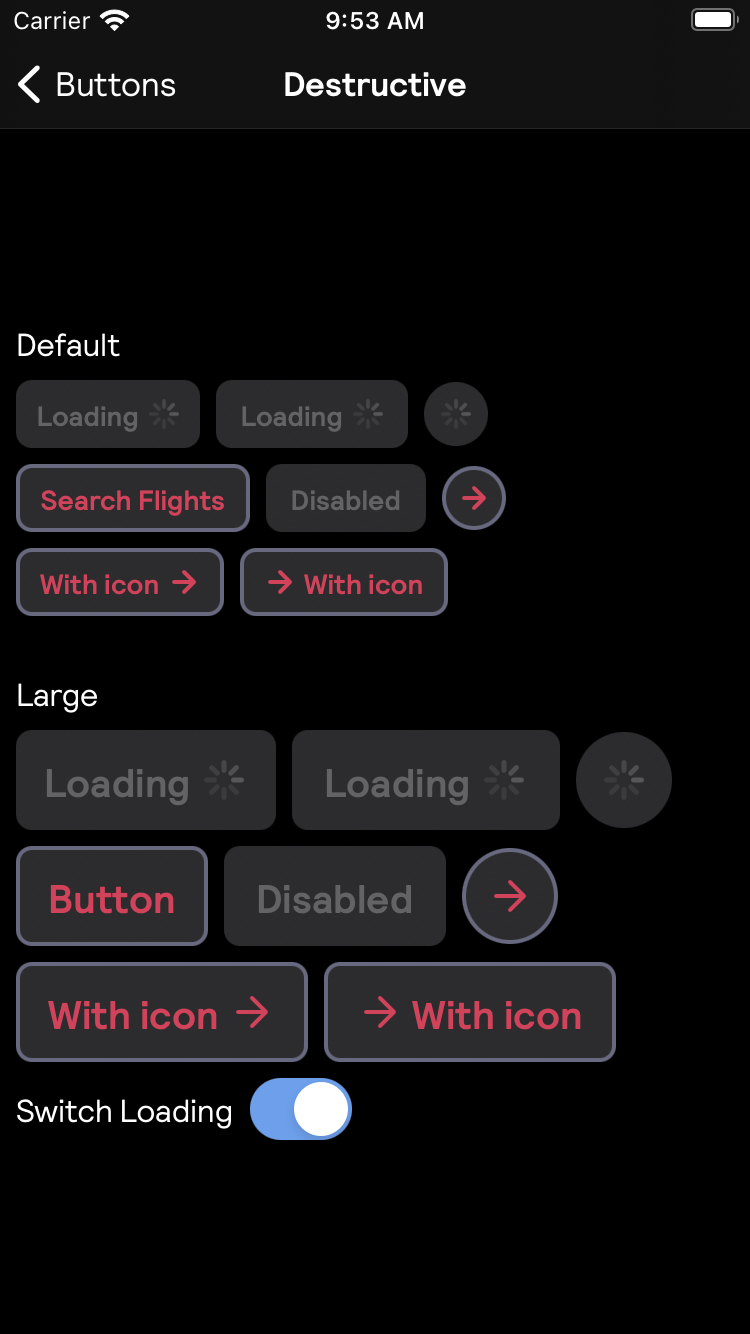 Carrier 9:53 AM
Buttons Destructive
Default
Loading Loading
Search Flights Disabled
With icon With icon
Large
Loading Loading
Button Disabled
With icon With icon
Switch Loading